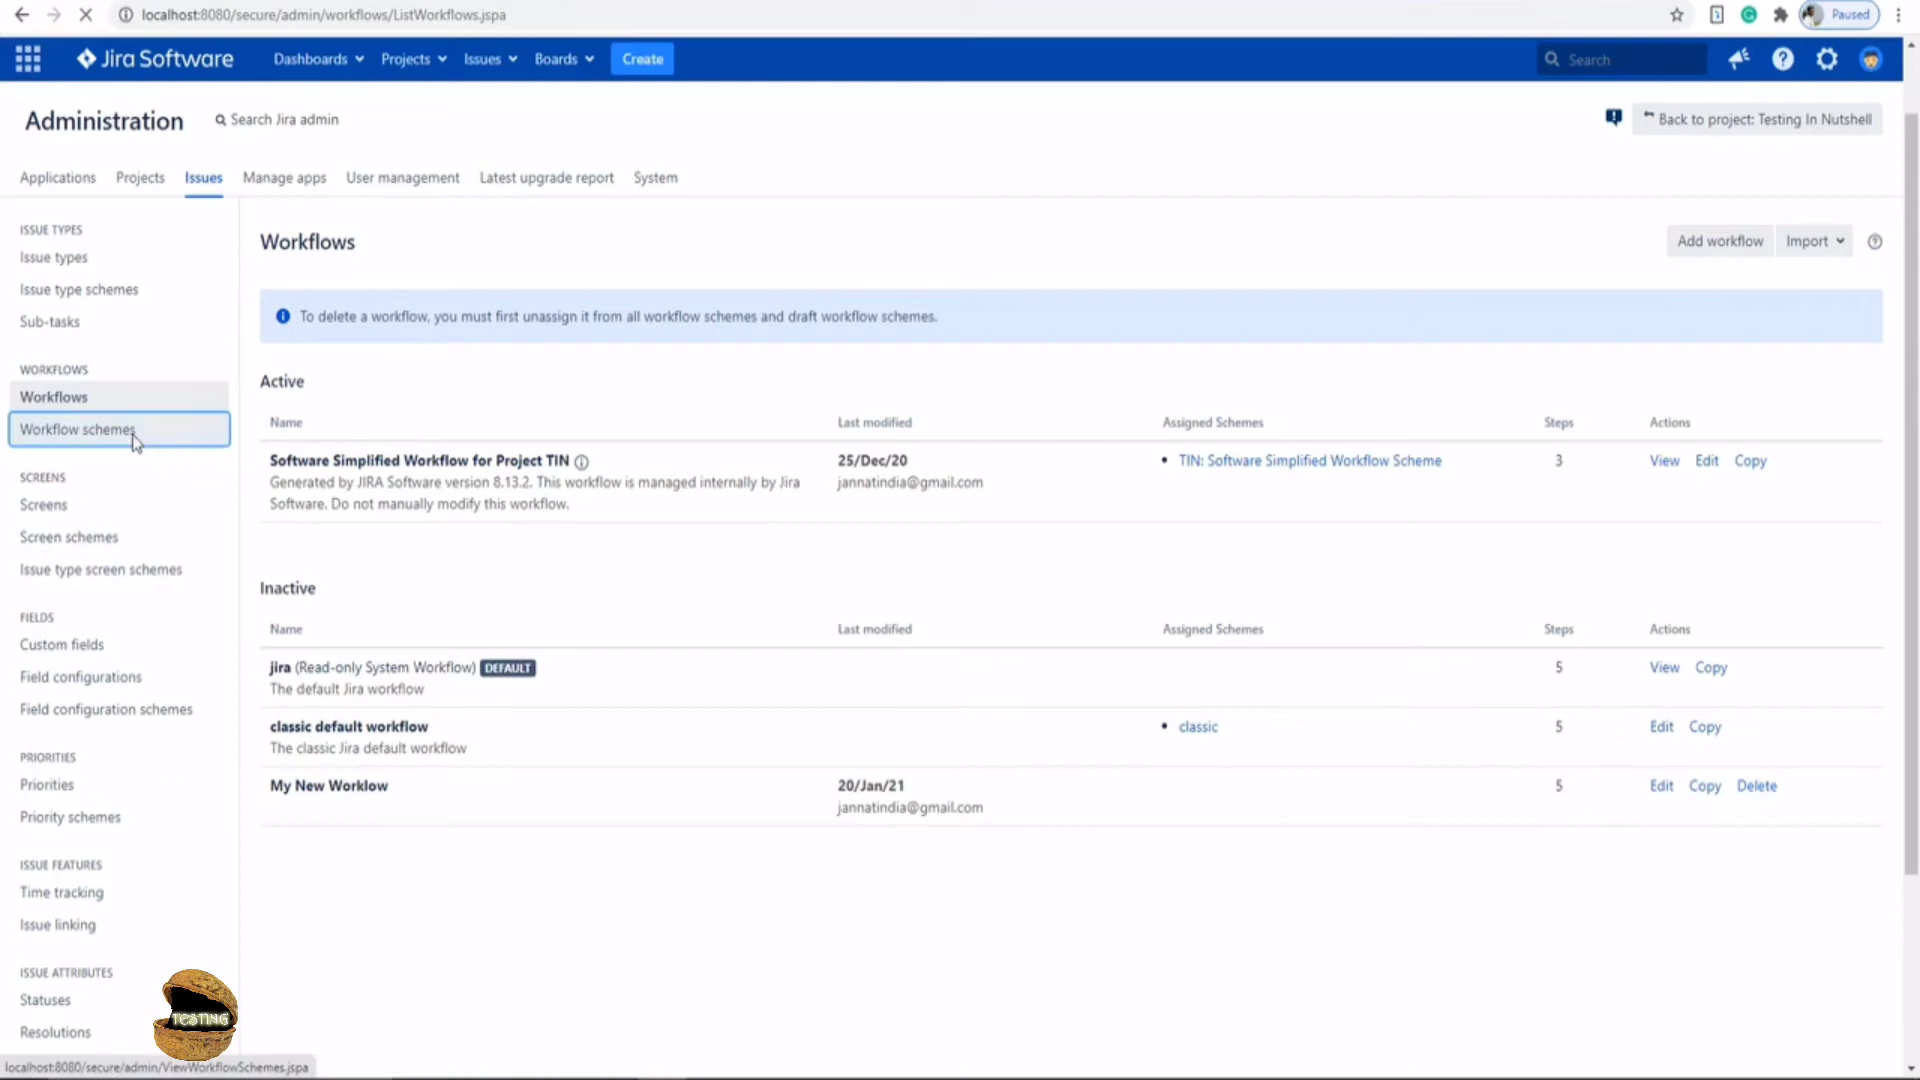 localhost:8080/secure/admin/workflows/ListWorkflows.jspa
Paused
Jira Software
Dashboards
Projects
Issues
Boards
Create
Search
Administration
Search Jira admin
Back to project: Testing In Nutshell
Applications
Projects
Issues
Manage apps
User management
Latest upgrade report
System
ISSUE TYPES
Issue types
Issue type schemes
Sub-tasks
WORKFLOWS
Workflows
Workflow schemes
SCREENS
Screens
Screen schemes
Issue type screen schemes
FIELDS
Custom fields
Field configurations
Field configuration schemes
PRIORITIES
Priorities
Priority schemes
ISSUE FEATURES
Time tracking
Issue linking
ISSUE ATTRIBUTES
Statuses
Resolutions
Workflows
Add workflow
Import
To delete a workflow, you must first unassign it from all workflow schemes and draft workflow schemes.
Active
Name Last modified Assigned Schemes Steps Actions
Software Simplified Workflow for Project TIN 25/Dec/20 • TIN: Software Simplified Workflow Scheme 3 View Edit Copy
Generated by JIRA Software version 8.13.2. This workflow is managed internally by Jira jannatindia@gmail.com
Software. Do not manually modify this workflow.
Inactive
Name Last modified Assigned Schemes Steps Actions
jira (Read-only System Workflow) DEFAULT 5 View Copy
The default Jira workflow
classic default workflow • classic 5 Edit Copy
The classic Jira default workflow
My New Worklow 20/Jan/21 5 Edit Copy Delete
jannatindia@gmail.com
TESTING
localhost:8080/secure/admin/ViewWorkflowSchemes.jspa